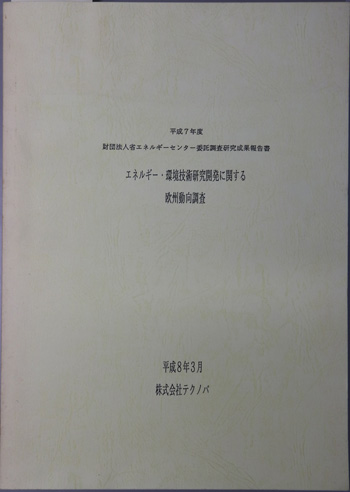 平成7年度
財団法人省エネルギーセンター委託調査研究成果報告書
エネルギー・環境技術研究開発に関する
欧州動向調査
平成8年3月
株式会社テクノバ